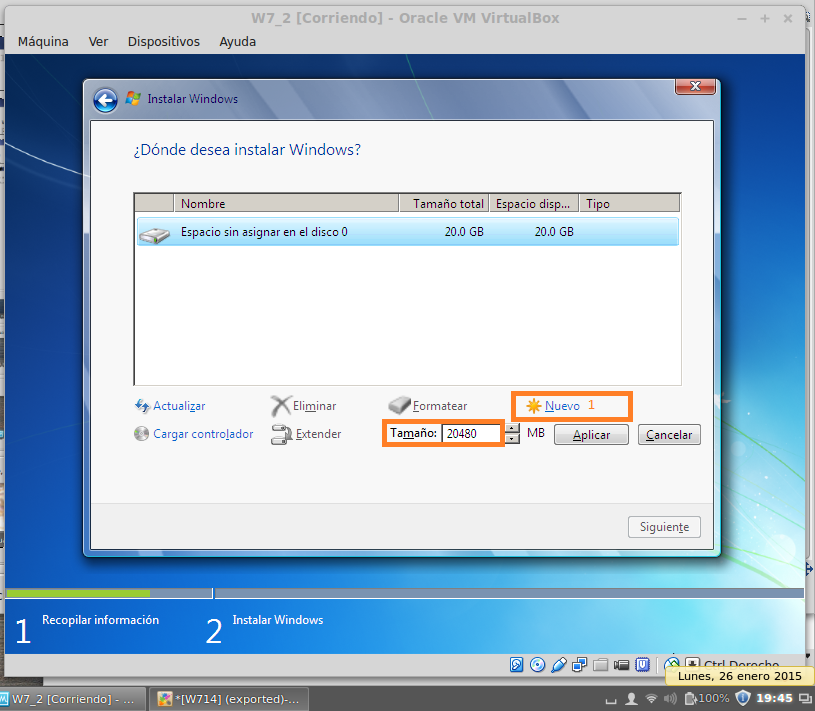 W7_2 [Corriendo] - Oracle VM VirtualBox
Máquina Ver Dispositivos Ayuda
Instalar Windows
¿Dónde desea instalar Windows?
Nombre Tamaño total Espacio disp... Tipo
Espacio sin asignar en el disco 0 20.0 GB 20.0 GB
Actualizar Eliminar Formatear Nuevo 1
Cargar controlador Extender Tamaño: 20480 MB Aplicar Cancelar
Siguiente
1 Recopilar información 2 Instalar Windows
Ctrl Derecho
Lunes, 26 enero 2015
W7_2 [Corriendo] - ... *[W714] (exported)-... 100% 19:45